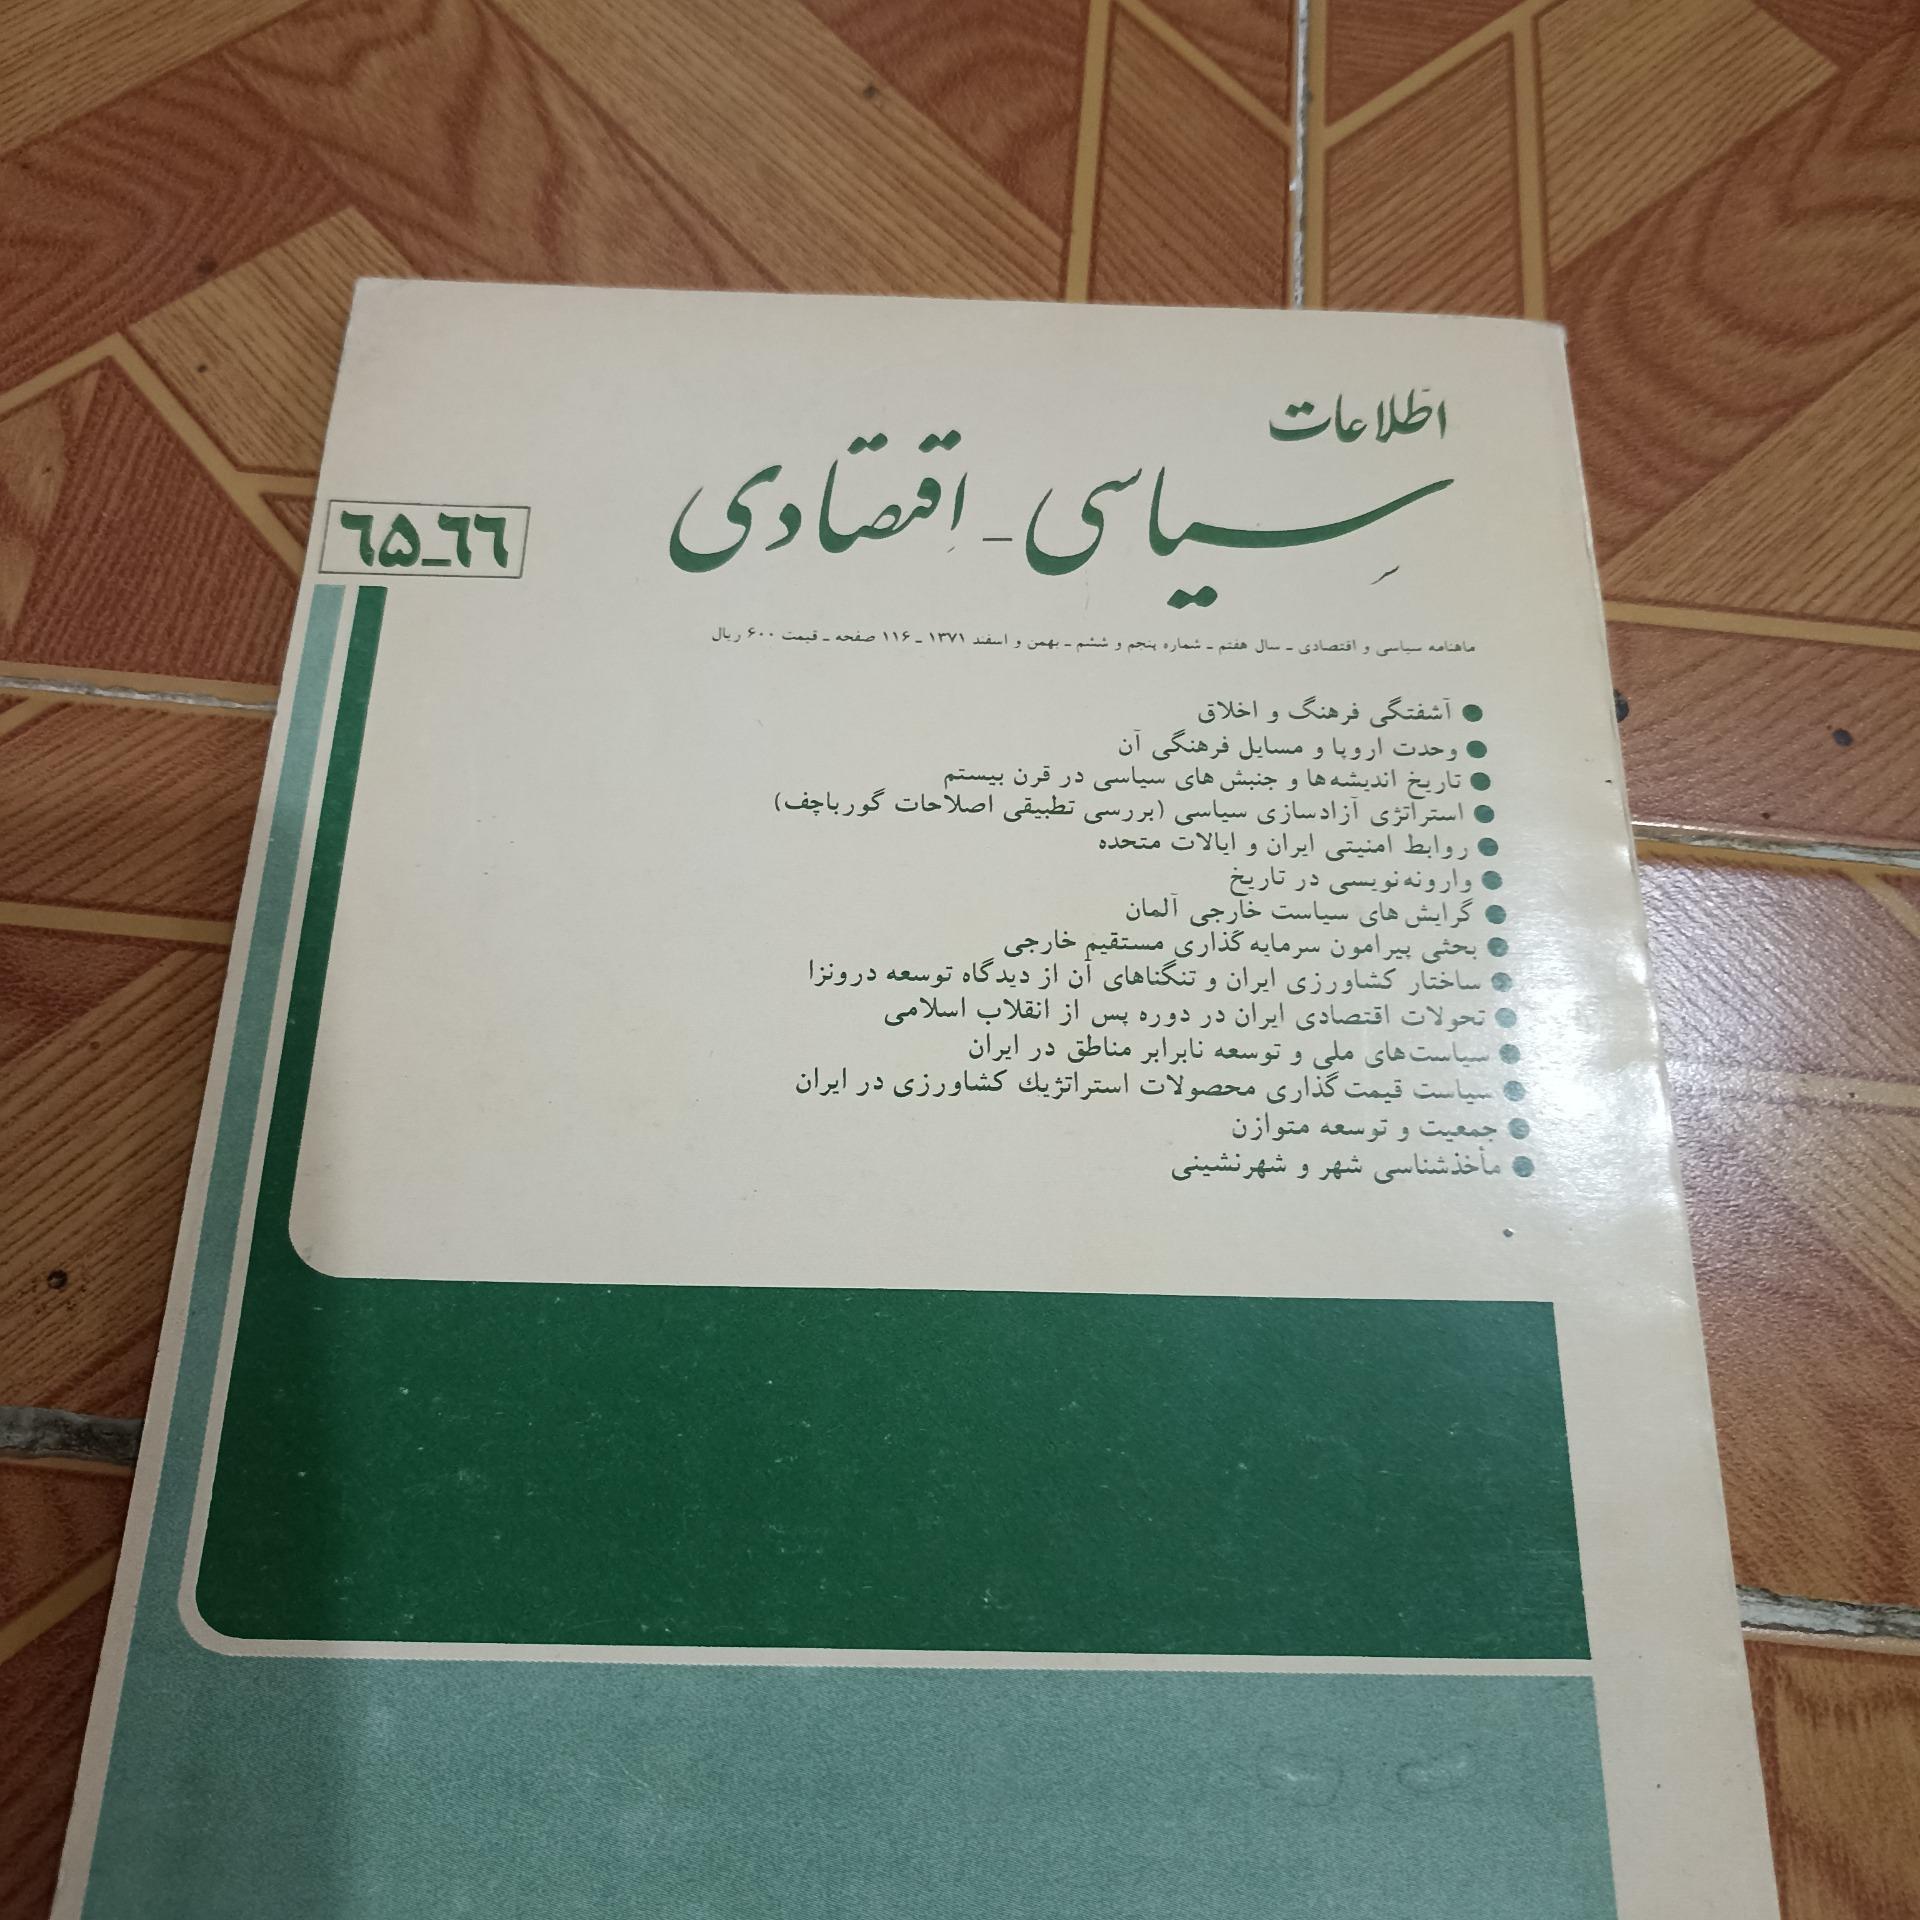 اطلاعات
سیاسی - اقتصادی
٦٥-٦٦
ماهنامه سیاسی و اقتصادی - سال هفتم - شماره پنجم و ششم - بهمن و اسفند ۱۳۷۱ - ۱۱۶ صفحه - قیمت ۶۰۰ ریال
● آشفتگی فرهنگ و اخلاق
● وحدت اروپا و مسایل فرهنگی آن
● تاریخ اندیشه‌ها و جنبش‌های سیاسی در قرن بیستم
● استراتژی آزادسازی سیاسی (بررسی تطبیقی اصلاحات گورباچف)
● روابط امنیتی ایران و ایالات متحده
● وارونه‌نویسی در تاریخ
● گرایش‌های سیاست خارجی آلمان
● بحثی پیرامون سرمایه‌گذاری مستقیم خارجی
● ساختار کشاورزی ایران و تنگناهای آن از دیدگاه توسعه درونزا
● تحولات اقتصادی ایران در دوره پس از انقلاب اسلامی
● سیاست‌های ملی و توسعه نابرابر مناطق در ایران
● سیاست قیمت‌گذاری محصولات استراتژیك کشاورزی در ایران
● جمعیت و توسعه متوازن
● مأخذشناسی شهر و شهرنشینی